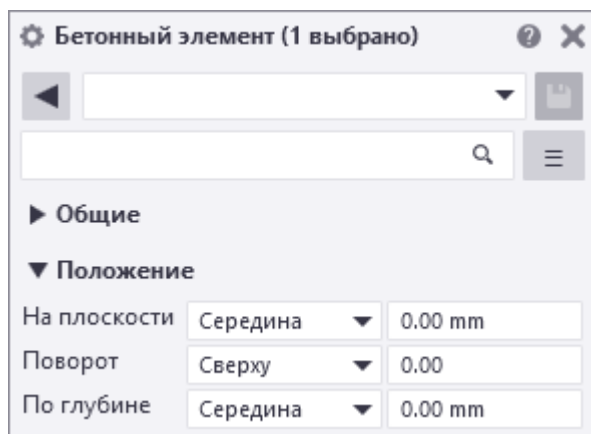 Бетонный элемент (1 выбрано)
Общие
Положение
На плоскости Середина 0.00 mm
Поворот Сверху 0.00
По глубине Середина 0.00 mm